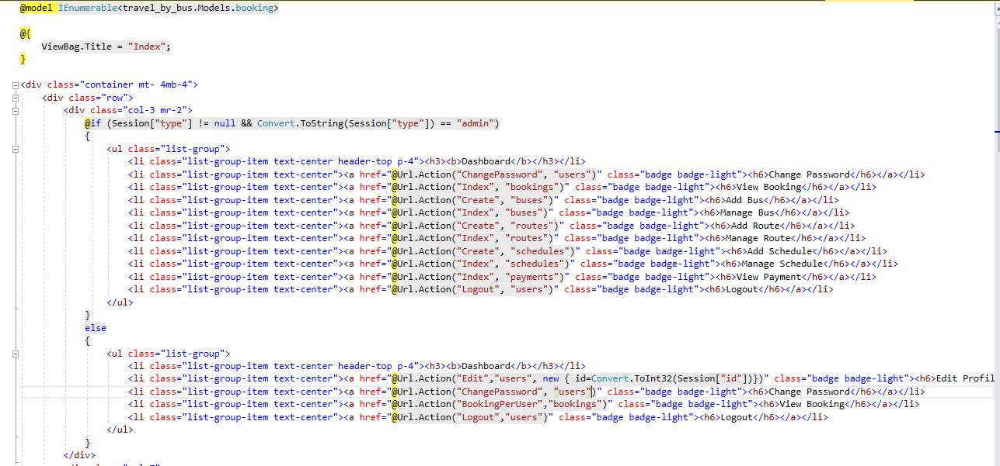 @model IEnumerable<travel_by_bus.Models.booking>
@{
ViewBag.Title = "Index";
}
<div class="container mt- 4mb-4">
<div class="row">
<div class="col-3 mr-2">
@if (Session["type"] != null && Convert.ToString(Session["type"]) == "admin")
{
<ul class="list-group">
<li class="list-group-item text-center header-top p-4"><h3><b>Dashboard</b></h3></li>
<li class="list-group-item text-center"><a href="@Url.Action("ChangePassword", "users")" class="badge badge-light"><h6>Change Password</h6></a></li>
<li class="list-group-item text-center"><a href="@Url.Action("Index", "bookings")" class="badge badge-light"><h6>View Booking</h6></a></li>
<li class="list-group-item text-center"><a href="@Url.Action("Create", "buses")" class="badge badge-light"><h6>Add Bus</h6></a></li>
<li class="list-group-item text-center"><a href="@Url.Action("Index", "buses")" class="badge badge-light"><h6>Manage Bus</h6></a></li>
<li class="list-group-item text-center"><a href="@Url.Action("Create", "routes")" class="badge badge-light"><h6>Add Route</h6></a></li>
<li class="list-group-item text-center"><a href="@Url.Action("Index", "routes")" class="badge badge-light"><h6>Manage Route</h6></a></li>
<li class="list-group-item text-center"><a href="@Url.Action("Create", "schedules")" class="badge badge-light"><h6>Add Schedule</h6></a></li>
<li class="list-group-item text-center"><a href="@Url.Action("Index", "schedules")" class="badge badge-light"><h6>Manage Schedule</h6></a></li>
<li class="list-group-item text-center"><a href="@Url.Action("Index", "payments")" class="badge badge-light"><h6>View Payment</h6></a></li>
<li class="list-group-item text-center"><a href="@Url.Action("Logout", "users")" class="badge badge-light"><h6>Logout</h6></a></li>
</ul>
}
else
{
<ul class="list-group">
<li class="list-group-item text-center header-top p-4"><h3><b>Dashboard</b></h3></li>
<li class="list-group-item text-center"><a href="@Url.Action("Edit","users", new { id=Convert.ToInt32(Session["id"])})" class="badge badge-light"><h6>Edit Profil
<li class="list-group-item text-center"><a href="@Url.Action("ChangePassword", "users")" class="badge badge-light"><h6>Change Password</h6></a></li>
<li class="list-group-item text-center"><a href="@Url.Action("BookingPerUser","bookings")" class="badge badge-light"><h6>View Booking</h6></a></li>
<li class="list-group-item text-center"><a href="@Url.Action("Logout","users")" class="badge badge-light"><h6>Logout</h6></a></li>
</ul>
}
</div>